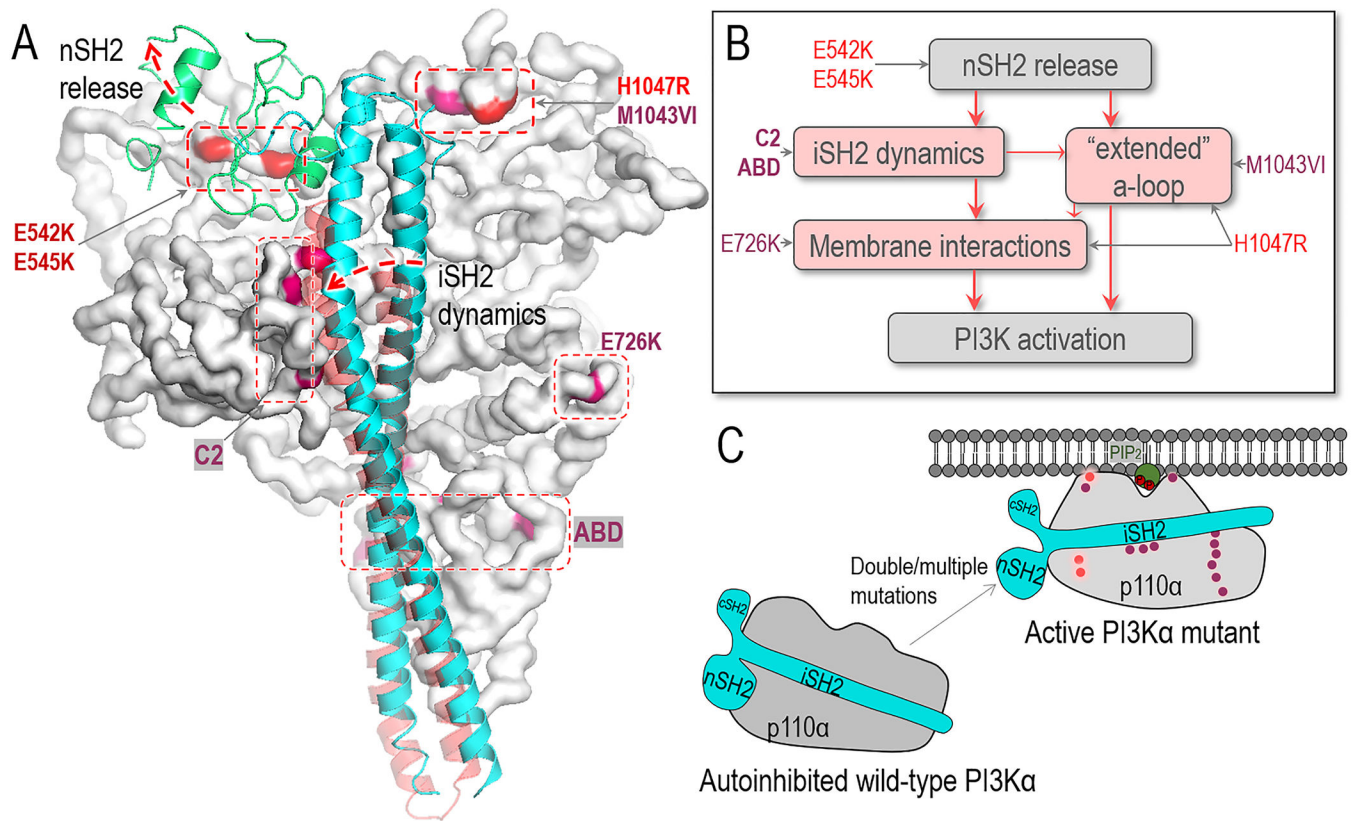 A
nSH2
release
H1047R
M1043VI
E542K
E545K
iSH2
dynamics
E726K
C2
ABD
B
E542K
E545K
nSH2 release
C2
ABD
iSH2 dynamics
"extended"
a-loop
M1043VI
E726K
Membrane interactions
H1047R
PI3K activation
C
PIP2
cSH2
iSH2
nSH2
p110α
Double/multiple
mutations
Active PI3Kα mutant
cSH2
nSH2
iSH2
p110α
Autoinhibited wild-type PI3Kα